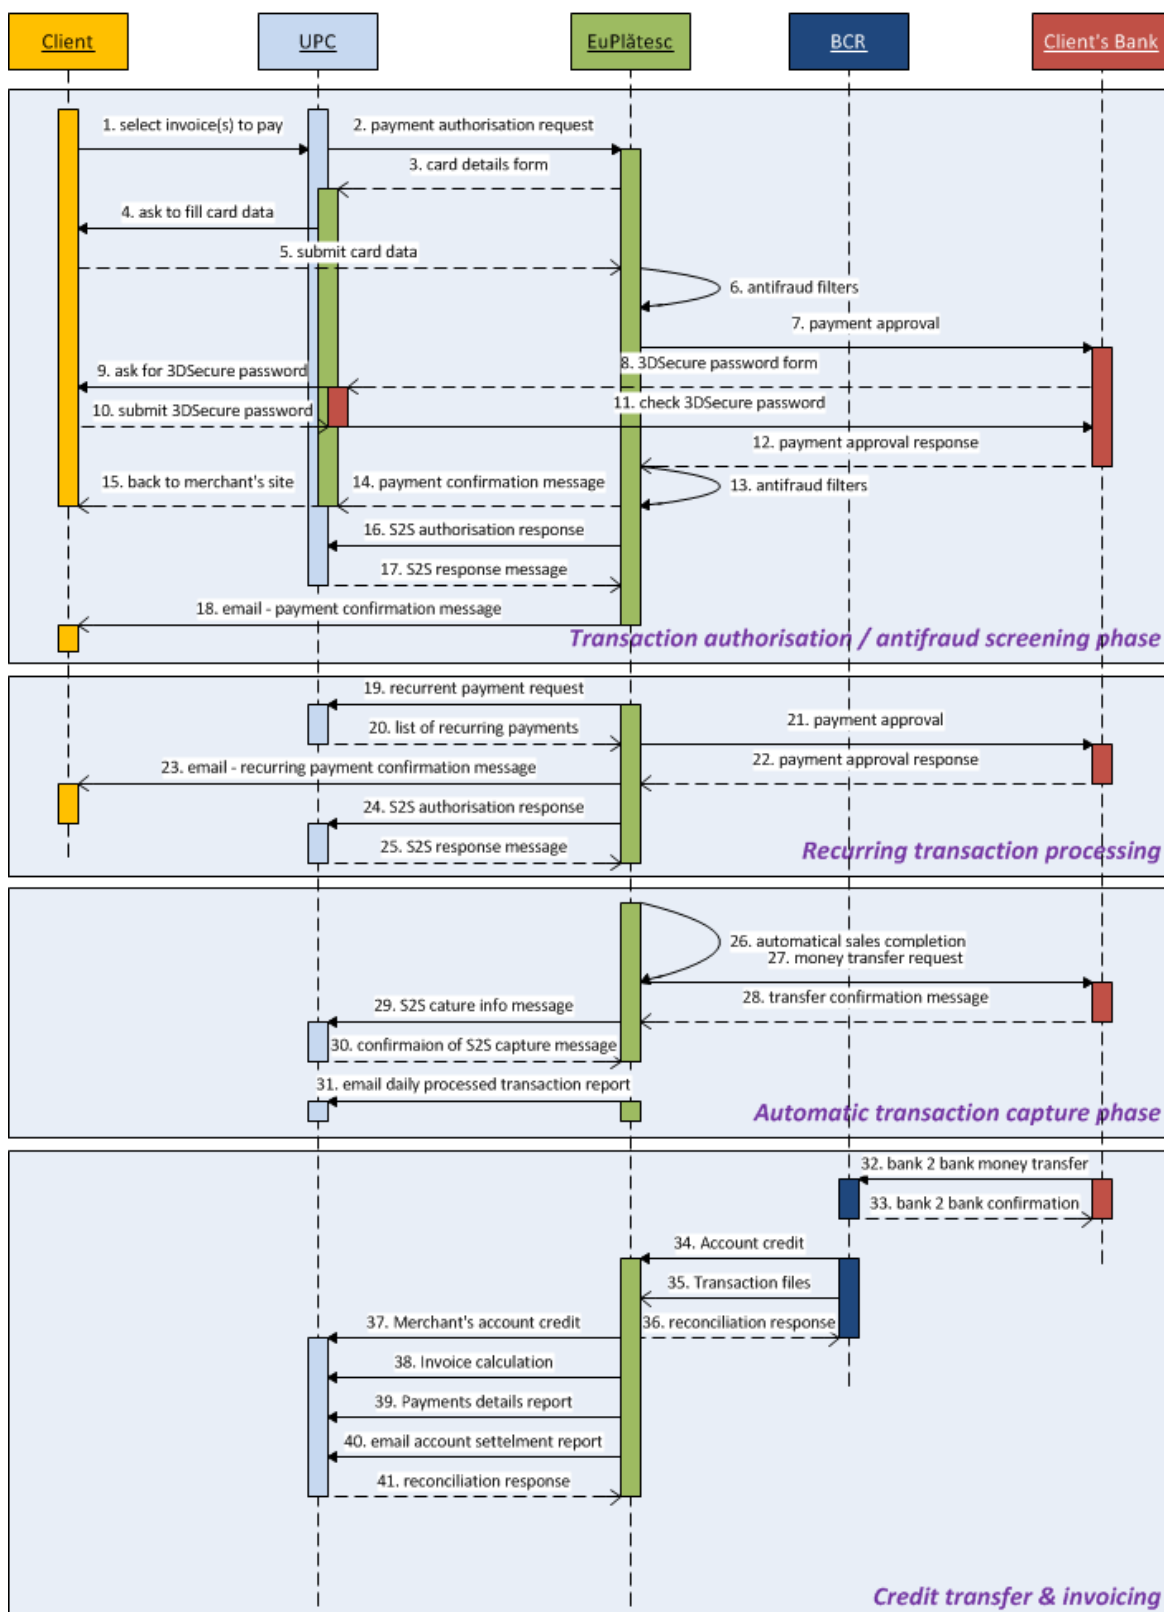 Client
UPC
EuPlătesc
BCR
Client's Bank
1. select invoice(s) to pay
2. payment authorisation request
3. card details form
4. ask to fill card data
5. submit card data
6. antifraud filters
7. payment approval
8. 3DSecure password form
9. ask for 3DSecure password
10. submit 3DSecure password
11. check 3DSecure password
12. payment approval response
13. antifraud filters
14. payment confirmation message
15. back to merchant's site
16. S2S authorisation response
17. S2S response message
18. email - payment confirmation message
Transaction authorisation / antifraud screening phase
19. recurrent payment request
20. list of recurring payments
21. payment approval
22. payment approval response
23. email - recurring payment confirmation message
24. S2S authorisation response
25. S2S response message
Recurring transaction processing
26. automatical sales completion
27. money transfer request
28. transfer confirmation message
29. S2S cature info message
30. confirmaion of S2S capture message
31. email daily processed transaction report
Automatic transaction capture phase
32. bank 2 bank money transfer
33. bank 2 bank confirmation
34. Account credit
35. Transaction files
36. reconciliation response
37. Merchant's account credit
38. Invoice calculation
39. Payments details report
40. email account settelment report
41. reconciliation response
Credit transfer & invoicing